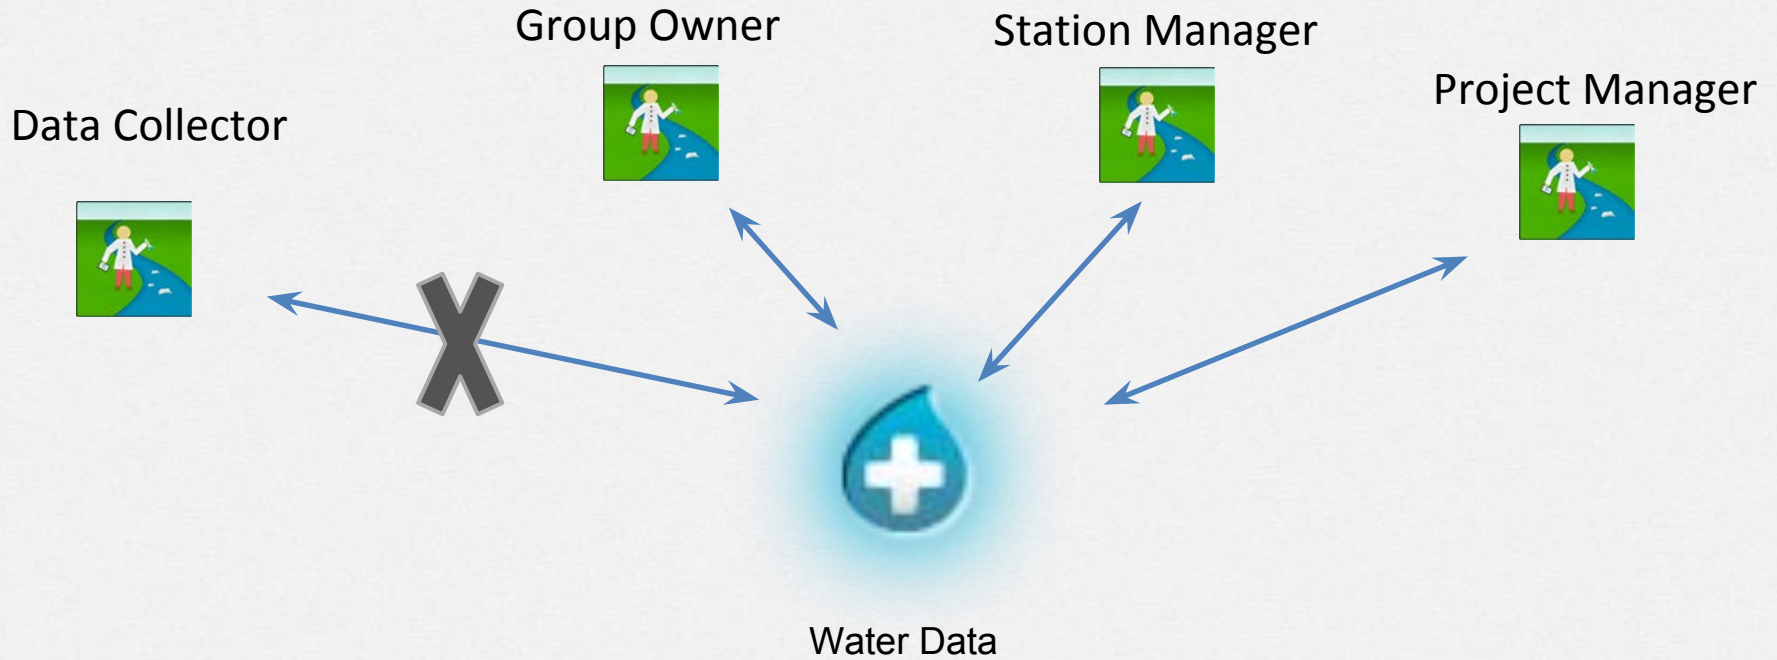 Group Owner
Station Manager
Project Manager
Data Collector
Water Data